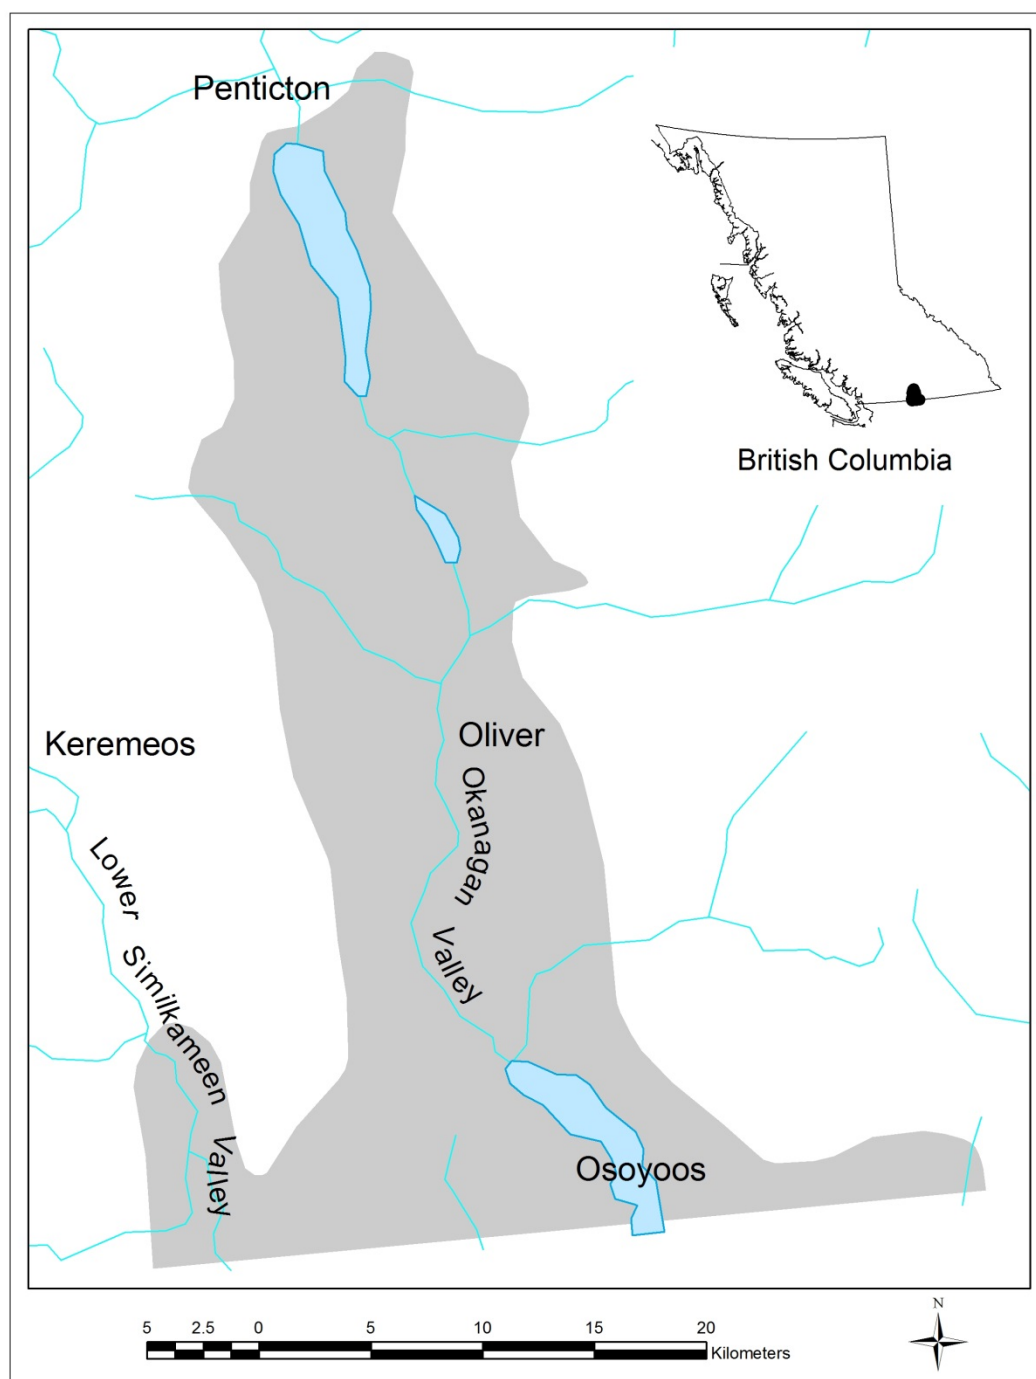 Penticton
British Columbia
Keremeos
Oliver
Okanagan
Valley
Lower
Similkameen
Valley
Osoyoos
N
5 2.5 0 5 10 15 20
Kilometers